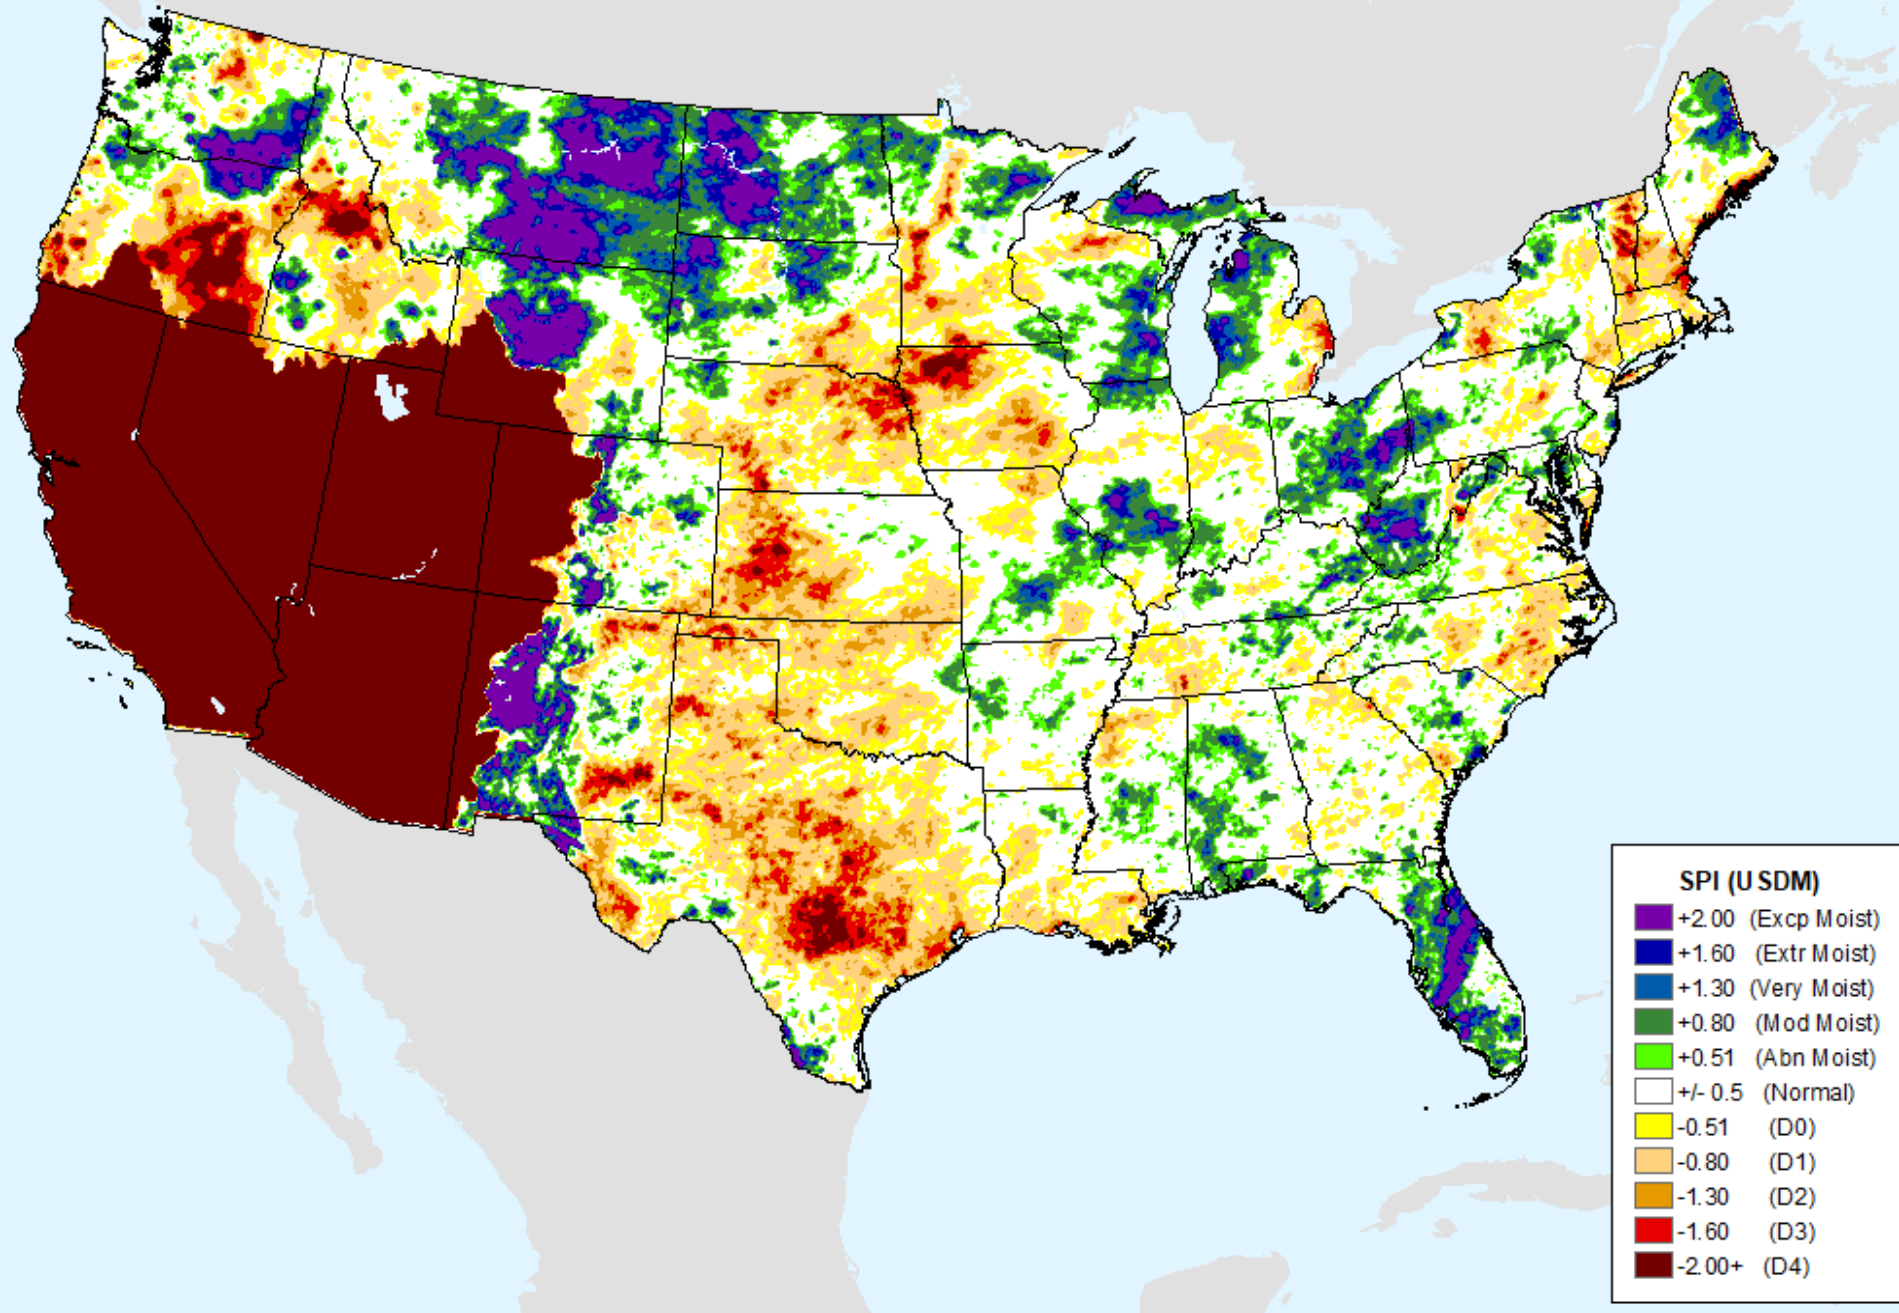 SPI (USDM)
+2.00 (Excp Moist)
+1.60 (Extr Moist)
+1.30 (Very Moist)
+0.80 (Mod Moist)
+0.51 (Abn Moist)
+/- 0.5 (Normal)
-0.51 (D0)
-0.80 (D1)
-1.30 (D2)
-1.60 (D3)
-2.00+ (D4)